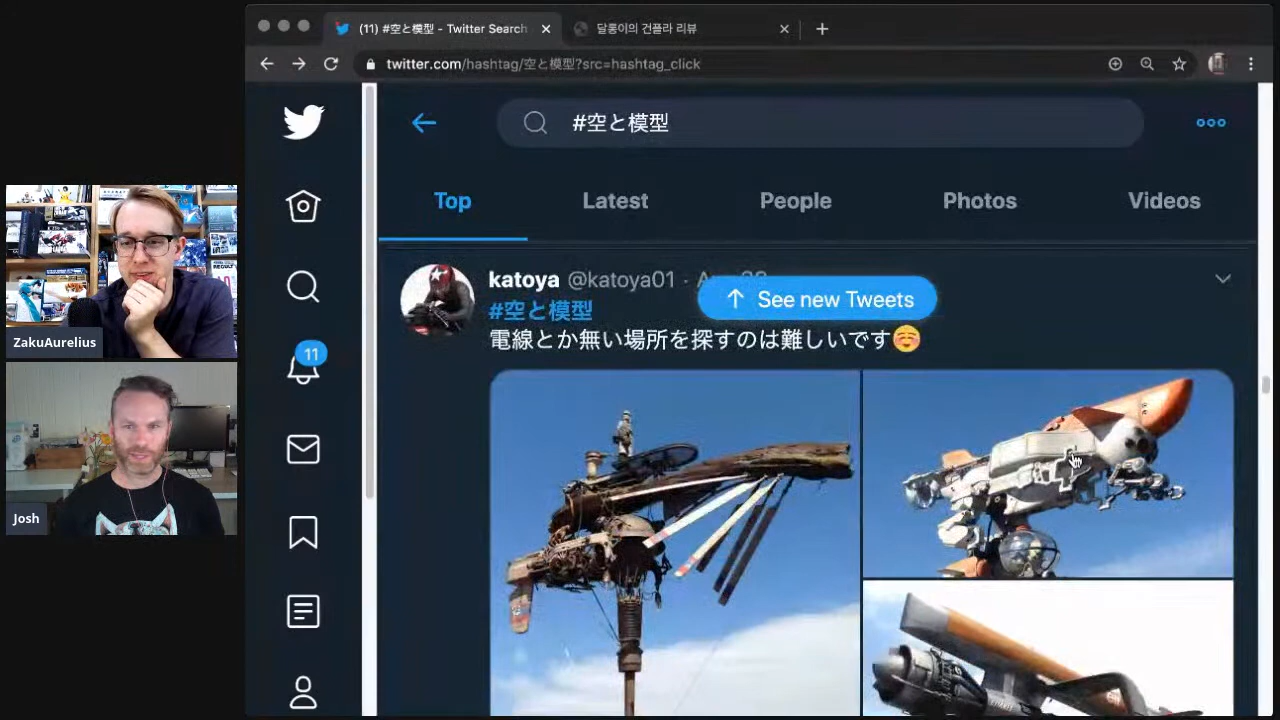 (11) #空と模型 - Twitter Search
달롱이의 건플라 리뷰
twitter.com/hashtag/空と模型?src=hashtag_click
#空と模型
Top
Latest
People
Photos
Videos
katoya @katoya01 ·
See new Tweets
#空と模型
電線とか無い場所を探すのは難しいです
11
ZakuAurelius
Josh